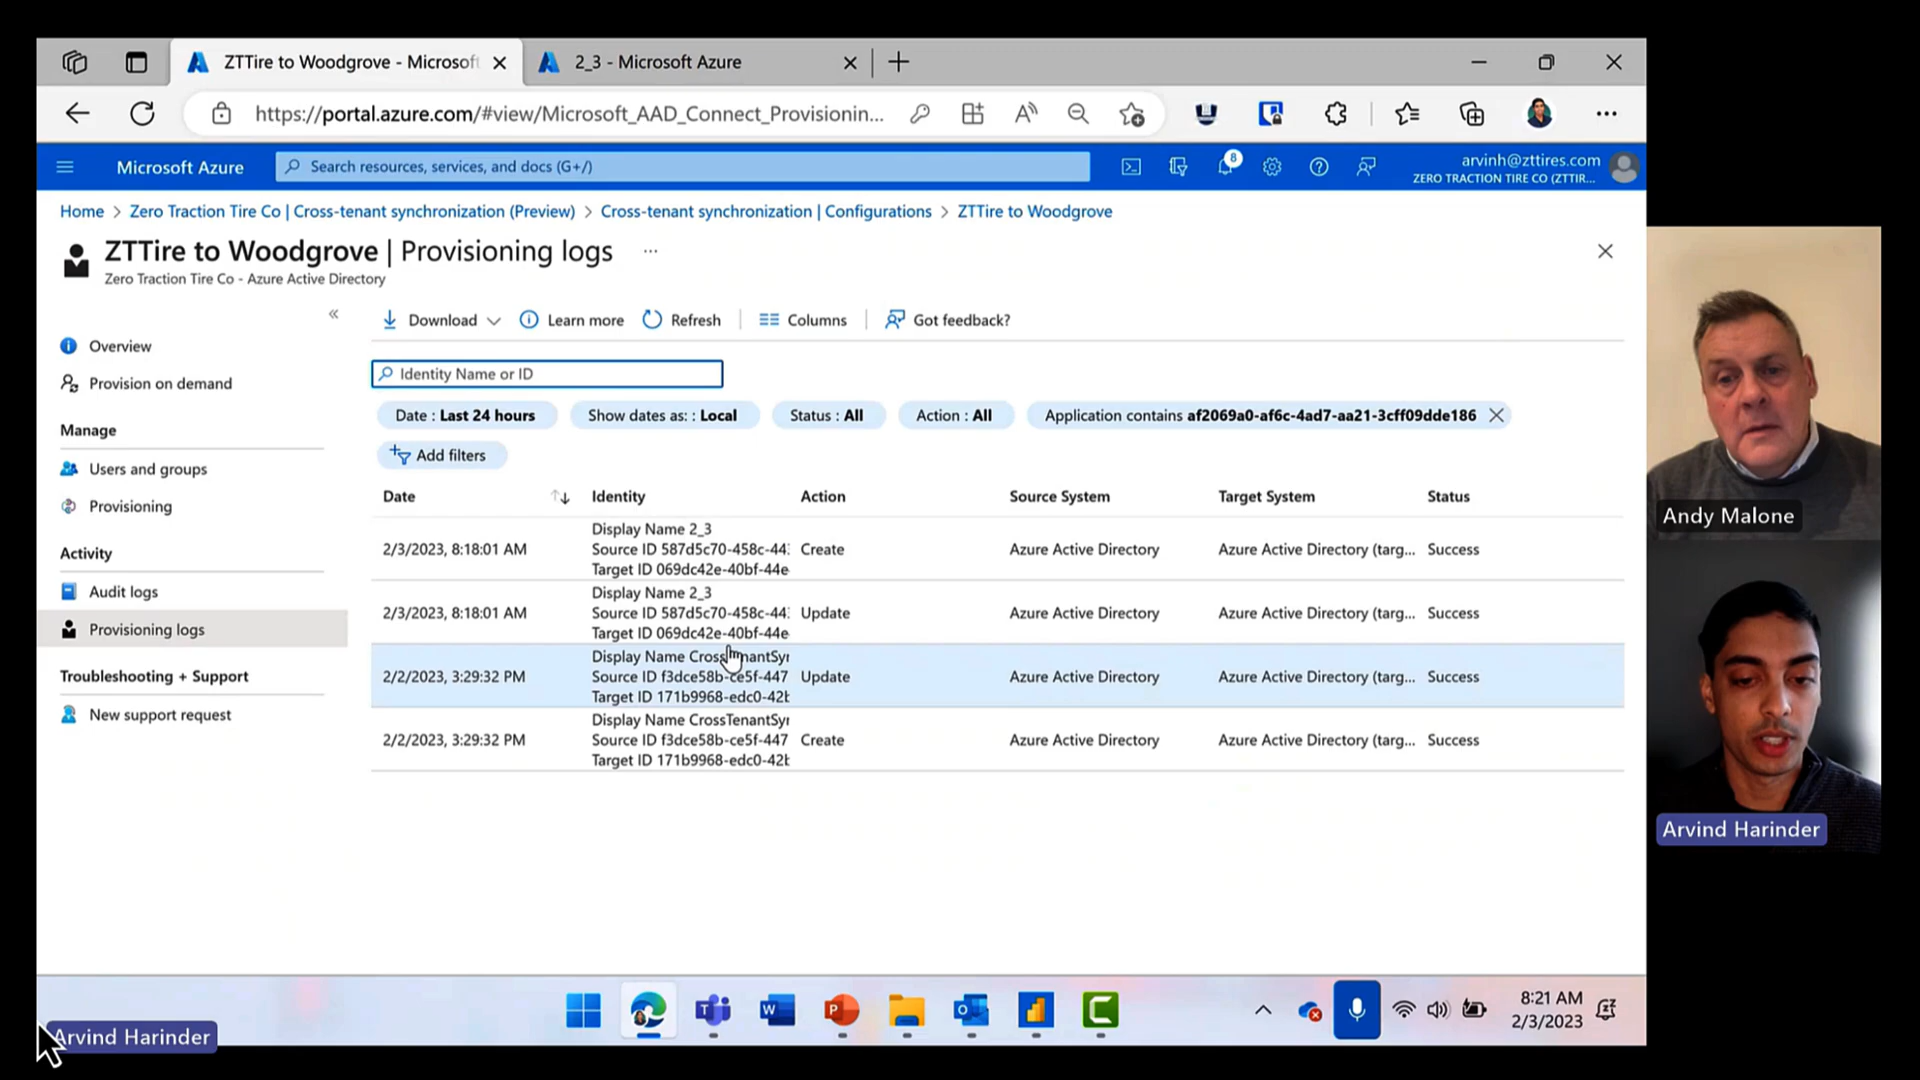 ZTTire to Woodgrove - Microsof
2_3 - Microsoft Azure
https://portal.azure.com/#view/Microsoft_AAD_Connect_Provisionin...
Microsoft Azure
Search resources, services, and docs (G+/)
8
arvinh@zttires.com
ZERO TRACTION TIRE CO (ZTTIR...
Home > Zero Traction Tire Co | Cross-tenant synchronization (Preview) > Cross-tenant synchronization | Configurations > ZTTire to Woodgrove
ZTTire to Woodgrove | Provisioning logs ...
Zero Traction Tire Co - Azure Active Directory
Overview
Provision on demand
Manage
Users and groups
Provisioning
Activity
Audit logs
Provisioning logs
Troubleshooting + Support
New support request
Download
Learn more
Refresh
Columns
Got feedback?
Identity Name or ID
Date : Last 24 hours
Show dates as: : Local
Status : All
Action : All
Application contains af2069a0-af6c-4ad7-aa21-3cff09dde186
Add filters
Date Identity Action Source System Target System Status
Display Name 2_3
2/3/2023, 8:18:01 AM Source ID 587d5c70-458c-44 Create Azure Active Directory Azure Active Directory (targ... Success
Target ID 069dc42e-40bf-44e
Display Name 2_3
2/3/2023, 8:18:01 AM Source ID 587d5c70-458c-44 Update Azure Active Directory Azure Active Directory (targ... Success
Target ID 069dc42e-40bf-44e
Display Name
2/2/2023, 3:29:32 PM Source ID f3dce58b-ce5f-447 Update Azure Active Directory Azure Active Directory (targ... Success
Target ID 171b9968-edc0-42b
Display Name CrossTenantSyn
2/2/2023, 3:29:32 PM Source ID f3dce58b-ce5f-447 Create Azure Active Directory Azure Active Directory (targ... Success
Target ID 171b9968-edc0-42b
Andy Malone
Arvind Harinder
8:21 AM
2/3/2023
Arvind Harinder